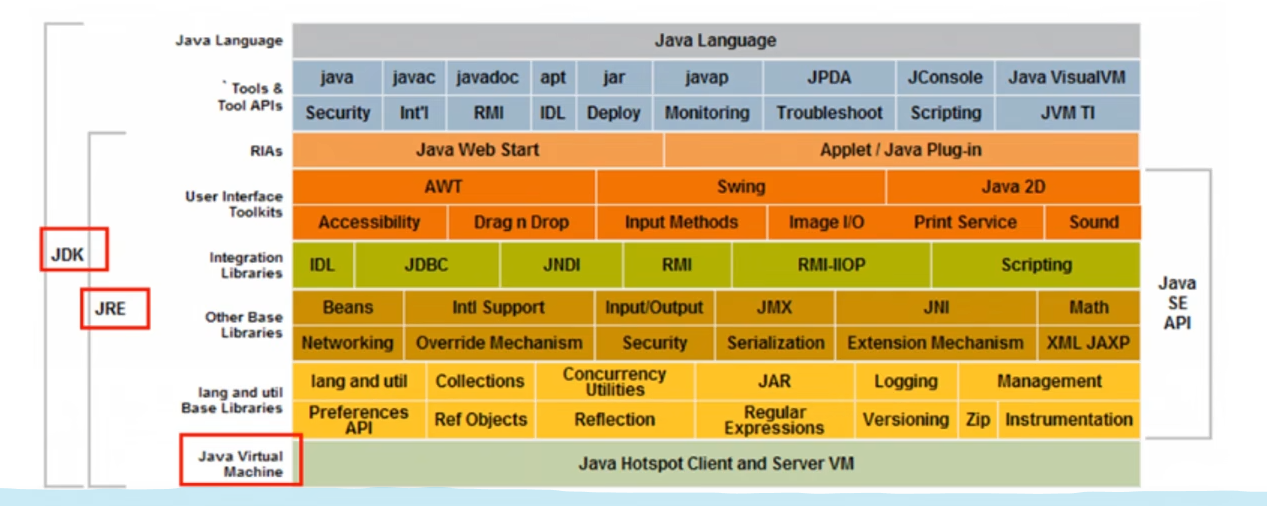 Java Language
Java Language
` Tools &
Tool APIs
java javac javadoc apt jar javap JPDA JConsole Java VisualVM
Security Int'l RMI IDL Deploy Monitoring Troubleshoot Scripting JVM TI
RIAs
Java Web Start Applet / Java Plug-in
User Interface
Toolkits
AWT Swing Java 2D
Accessibility Drag n Drop Input Methods Image I/O Print Service Sound
Integration
Libraries
IDL JDBC JNDI RMI RMI-IIOP Scripting
Other Base
Libraries
Beans Intl Support Input/Output JMX JNI Math
Networking Override Mechanism Security Serialization Extension Mechanism XML JAXP
lang and util
Base Libraries
lang and util Collections Concurrency
Utilities JAR Logging Management
Preferences
API Ref Objects Reflection Regular
Expressions Versioning Zip Instrumentation
Java Virtual
Machine
Java Hotspot Client and Server VM
JDK
JRE
Java
SE
API